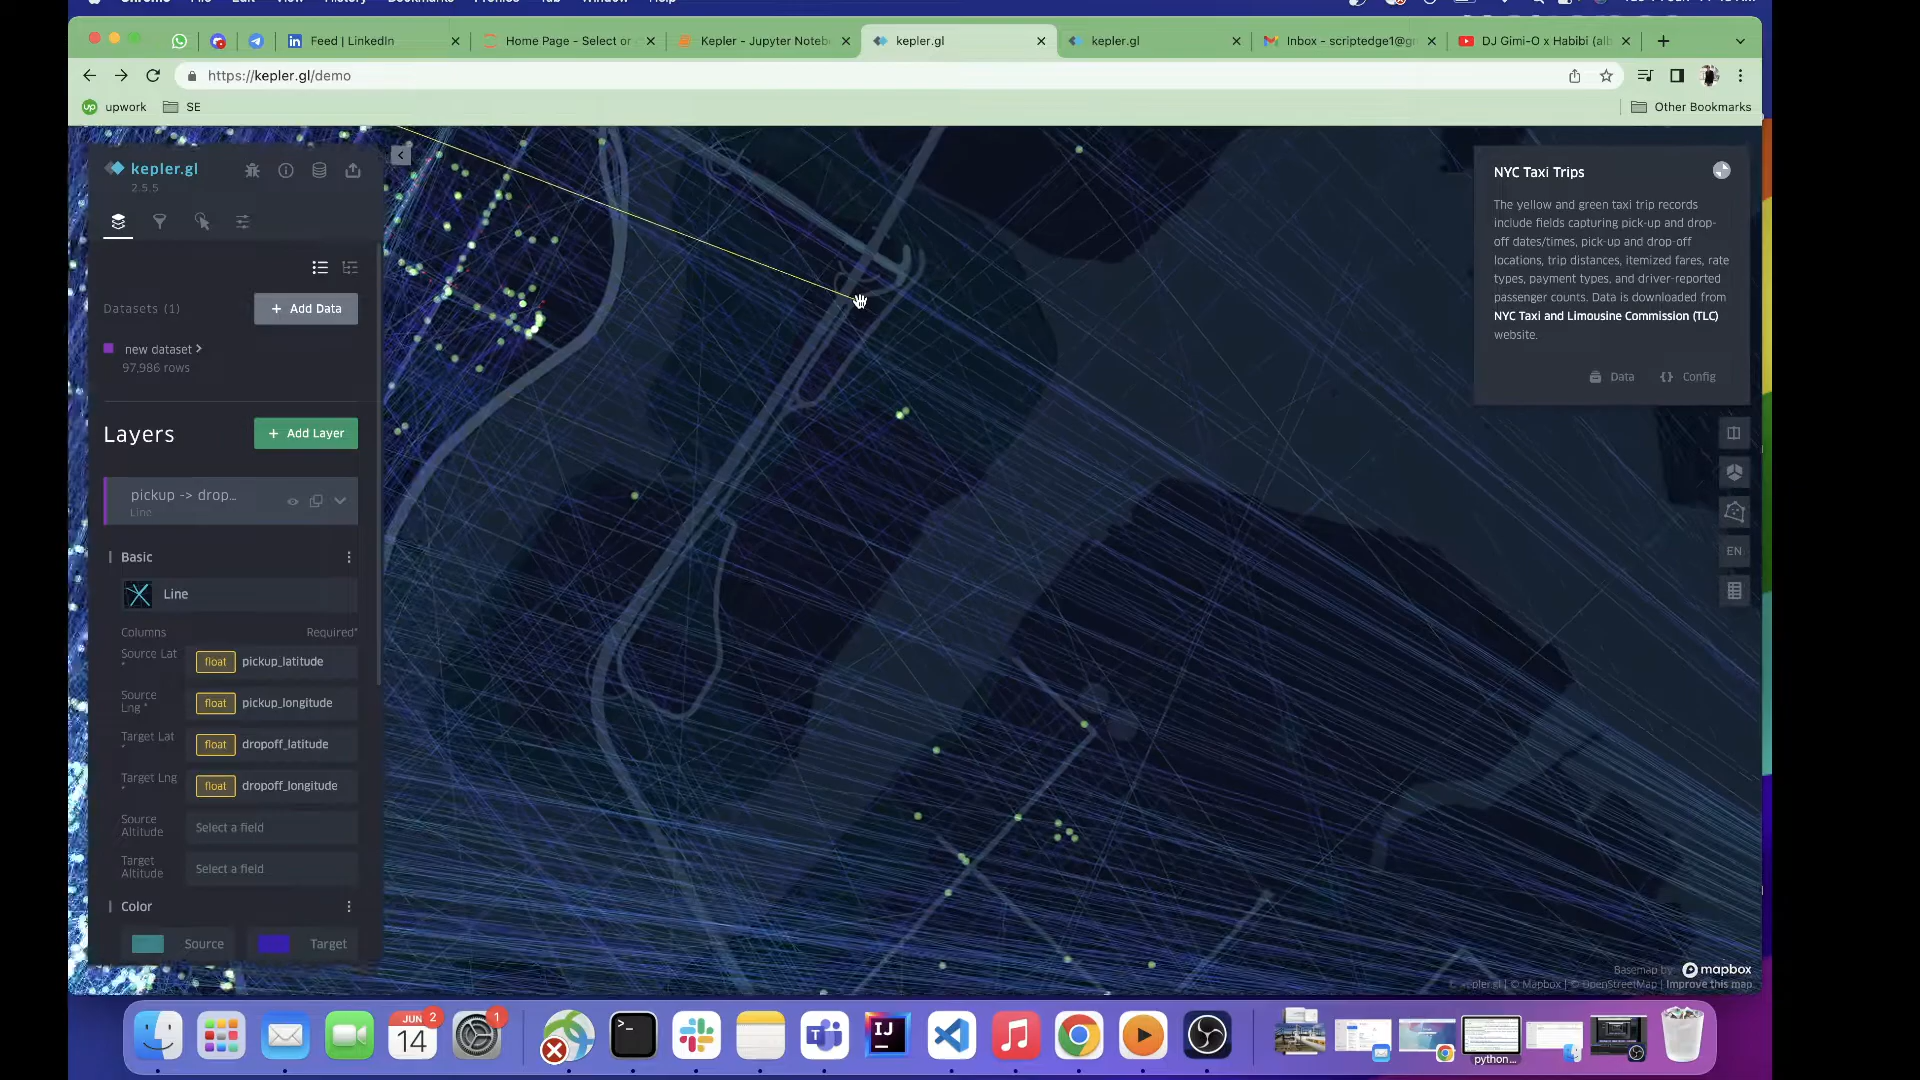 Feed | LinkedIn
Home Page - Select or
Kepler - Jupyter Noteb
kepler.gl
kepler.gl
Inbox - scriptedge1@g
DJ Gimi-O x Habibi (alb
https://kepler.gl/demo
upwork
SE
Other Bookmarks
kepler.gl
2.5.5
Datasets (1)
+ Add Data
new dataset
97,986 rows
Layers
+ Add Layer
pickup -> drop...
Line
Basic
Line
Columns
Required*
Source Lat *
float pickup_latitude
Source Lng *
float pickup_longitude
Target Lat *
float dropoff_latitude
Target Lng *
float dropoff_longitude
Source Altitude
Select a field
Target Altitude
Select a field
Color
Source
Target
NYC Taxi Trips
The yellow and green taxi trip records
include fields capturing pick-up and drop-
off dates/times, pick-up and drop-off
locations, trip distances, itemized fares, rate
types, payment types, and driver-reported
passenger counts. Data is downloaded from
NYC Taxi and Limousine Commission (TLC)
website.
Data
Config
EN
Basemap by mapbox
© kepler.gl | © Mapbox | © OpenStreetMap | Improve this map
JUN
14
2
1
IJ
python...